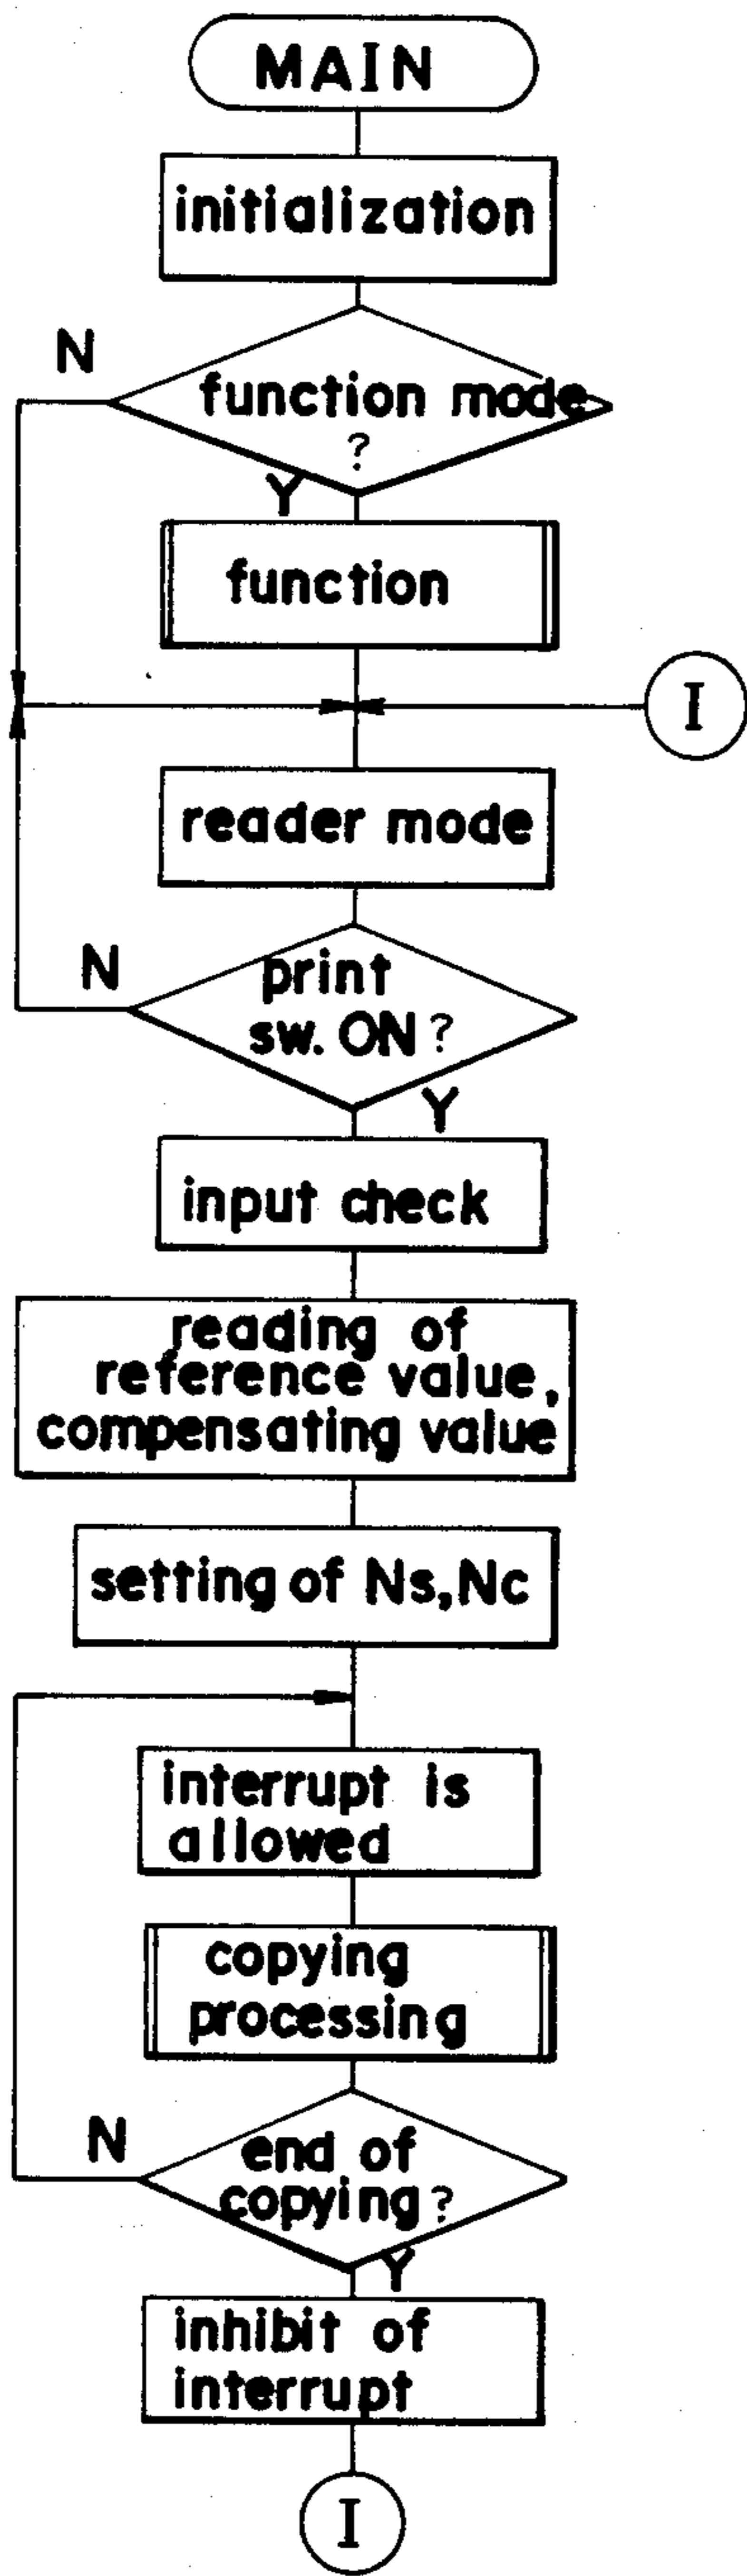 MAIN
initialization
N
function mode
?
Y
function
I
reader mode
N
print
sw. ON ?
Y
input check
reading of
reference value,
compensating value
setting of Ns,Nc
interrupt is
allowed
copying
processing
N
end of
copying ?
Y
inhibit of
interrupt
I